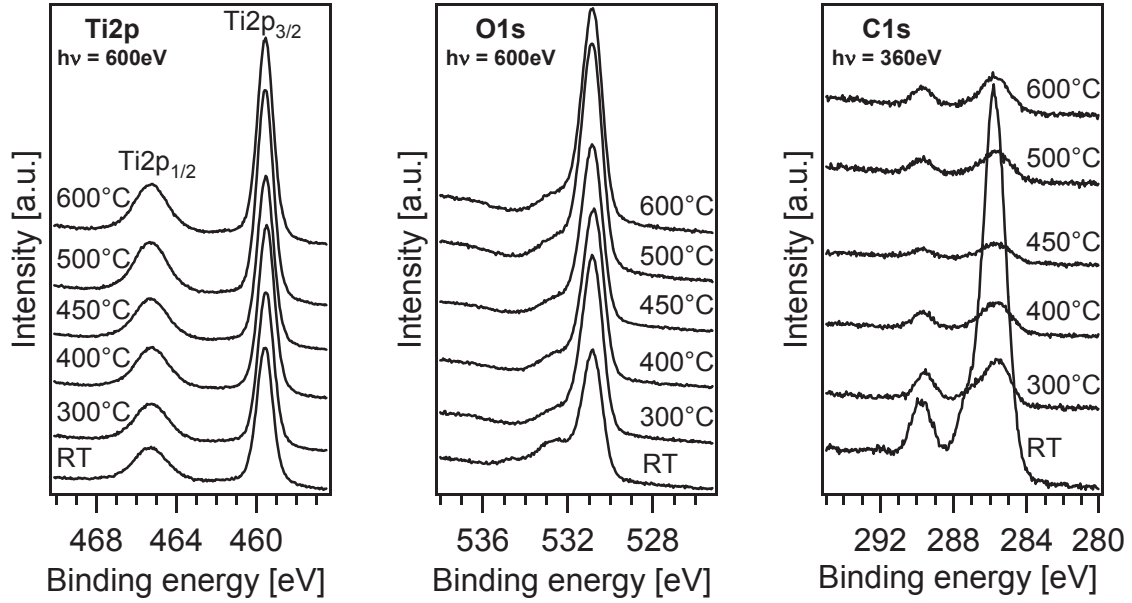 Ti2p
hν = 600eV
Ti2p3/2
Ti2p1/2
600°C
500°C
450°C
400°C
300°C
RT
Intensity [a.u.]
468 464 460
Binding energy [eV]
O1s
hν = 600eV
600°C
500°C
450°C
400°C
300°C
RT
Intensity [a.u.]
536 532 528
Binding energy [eV]
C1s
hν = 360eV
600°C
500°C
450°C
400°C
300°C
RT
Intensity [a.u.]
292 288 284 280
Binding energy [eV]